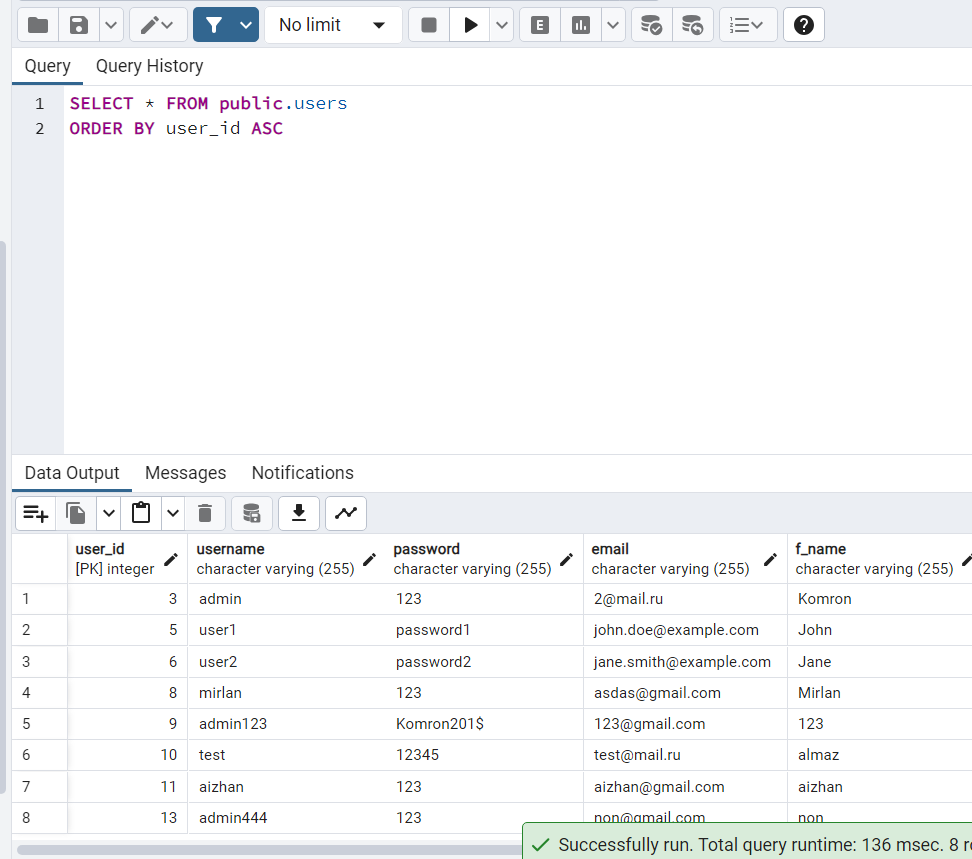 No limit
E
Query Query History
1 SELECT * FROM public.users
2 ORDER BY user_id ASC
Data Output Messages Notifications
user_id username password email f_name
[PK] integer character varying (255) character varying (255) character varying (255) character varying (255)
1 3 admin 123 2@mail.ru Komron
2 5 user1 password1 john.doe@example.com John
3 6 user2 password2 jane.smith@example.com Jane
4 8 mirlan 123 asdas@gmail.com Mirlan
5 9 admin123 Komron201$ 123@gmail.com 123
6 10 test 12345 test@mail.ru almaz
7 11 aizhan 123 aizhan@gmail.com aizhan
8 13 admin444 123 non@gmail.com non
Successfully run. Total query runtime: 136 msec. 8